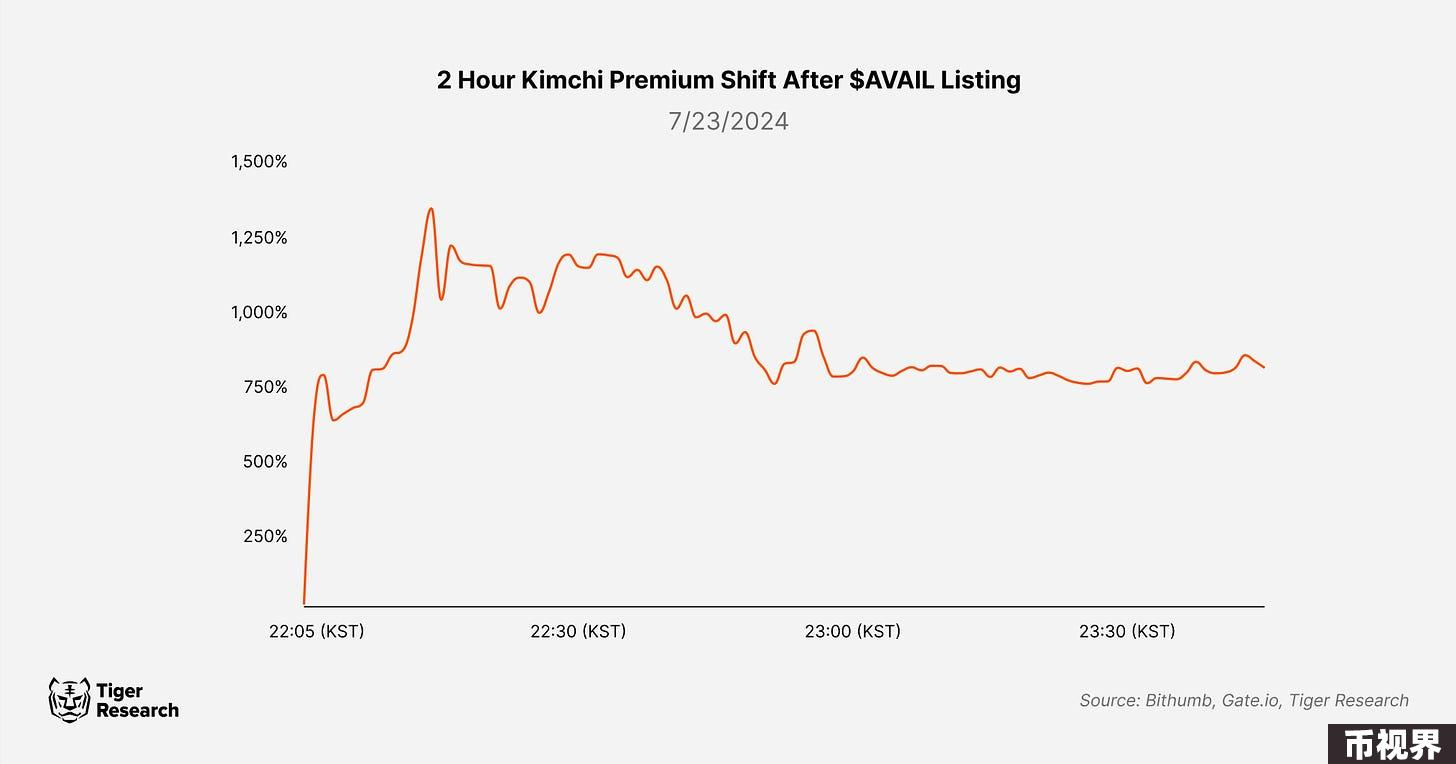 2 Hour Kimchi Premium Shift After $AVAIL Listing
7/23/2024
1,500%
1,250%
1,000%
750%
500%
250%
22:05 (KST)
22:30 (KST)
23:00 (KST)
23:30 (KST)
Tiger
Research
Source: Bithumb, Gate.io, Tiger Research
币视界